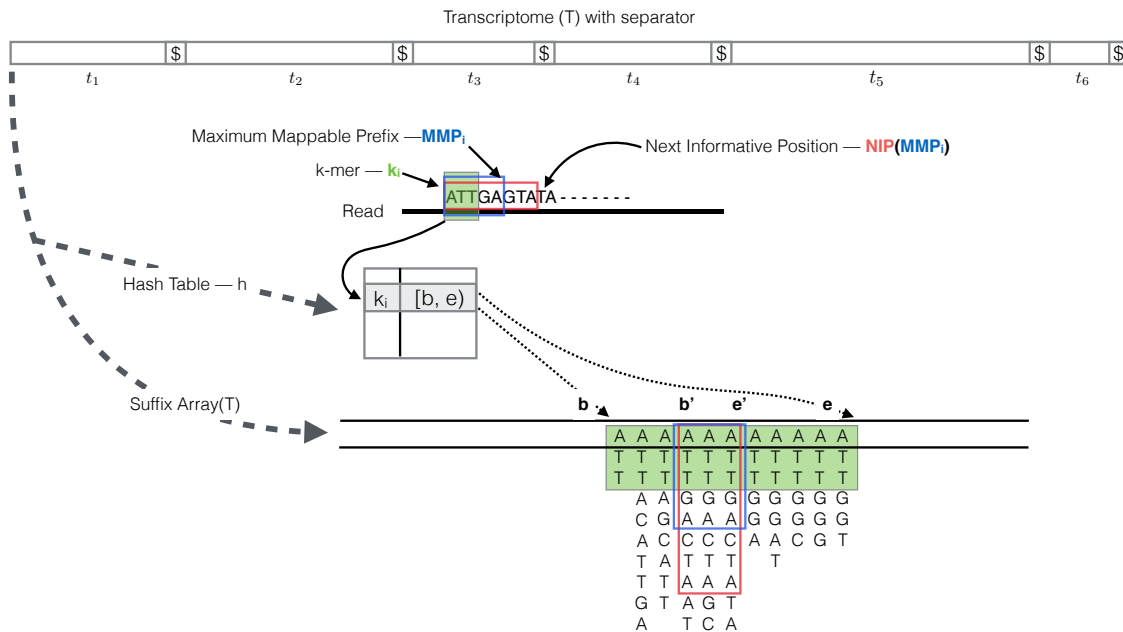 Transcriptome (T) with separator
$ $ $ $ $ $
t₁ t₂ t₃ t₄ t₅ t₆
Maximum Mappable Prefix —MMPᵢ
Next Informative Position — NIP(MMPᵢ)
k-mer — kᵢ
ATTGAGTATA - - - - - - -
Read
Hash Table — h
kᵢ [b, e)
Suffix Array(T)
b b' e' e
A A A A A A A A A A A
T T T T T T T T T T T
T T T T T T T T T T T
A A G G G G G G G G
C G A A A G G G G G
A C C C C A A C G T
T A T T T T
T T A A A
G T A G T
A T C A